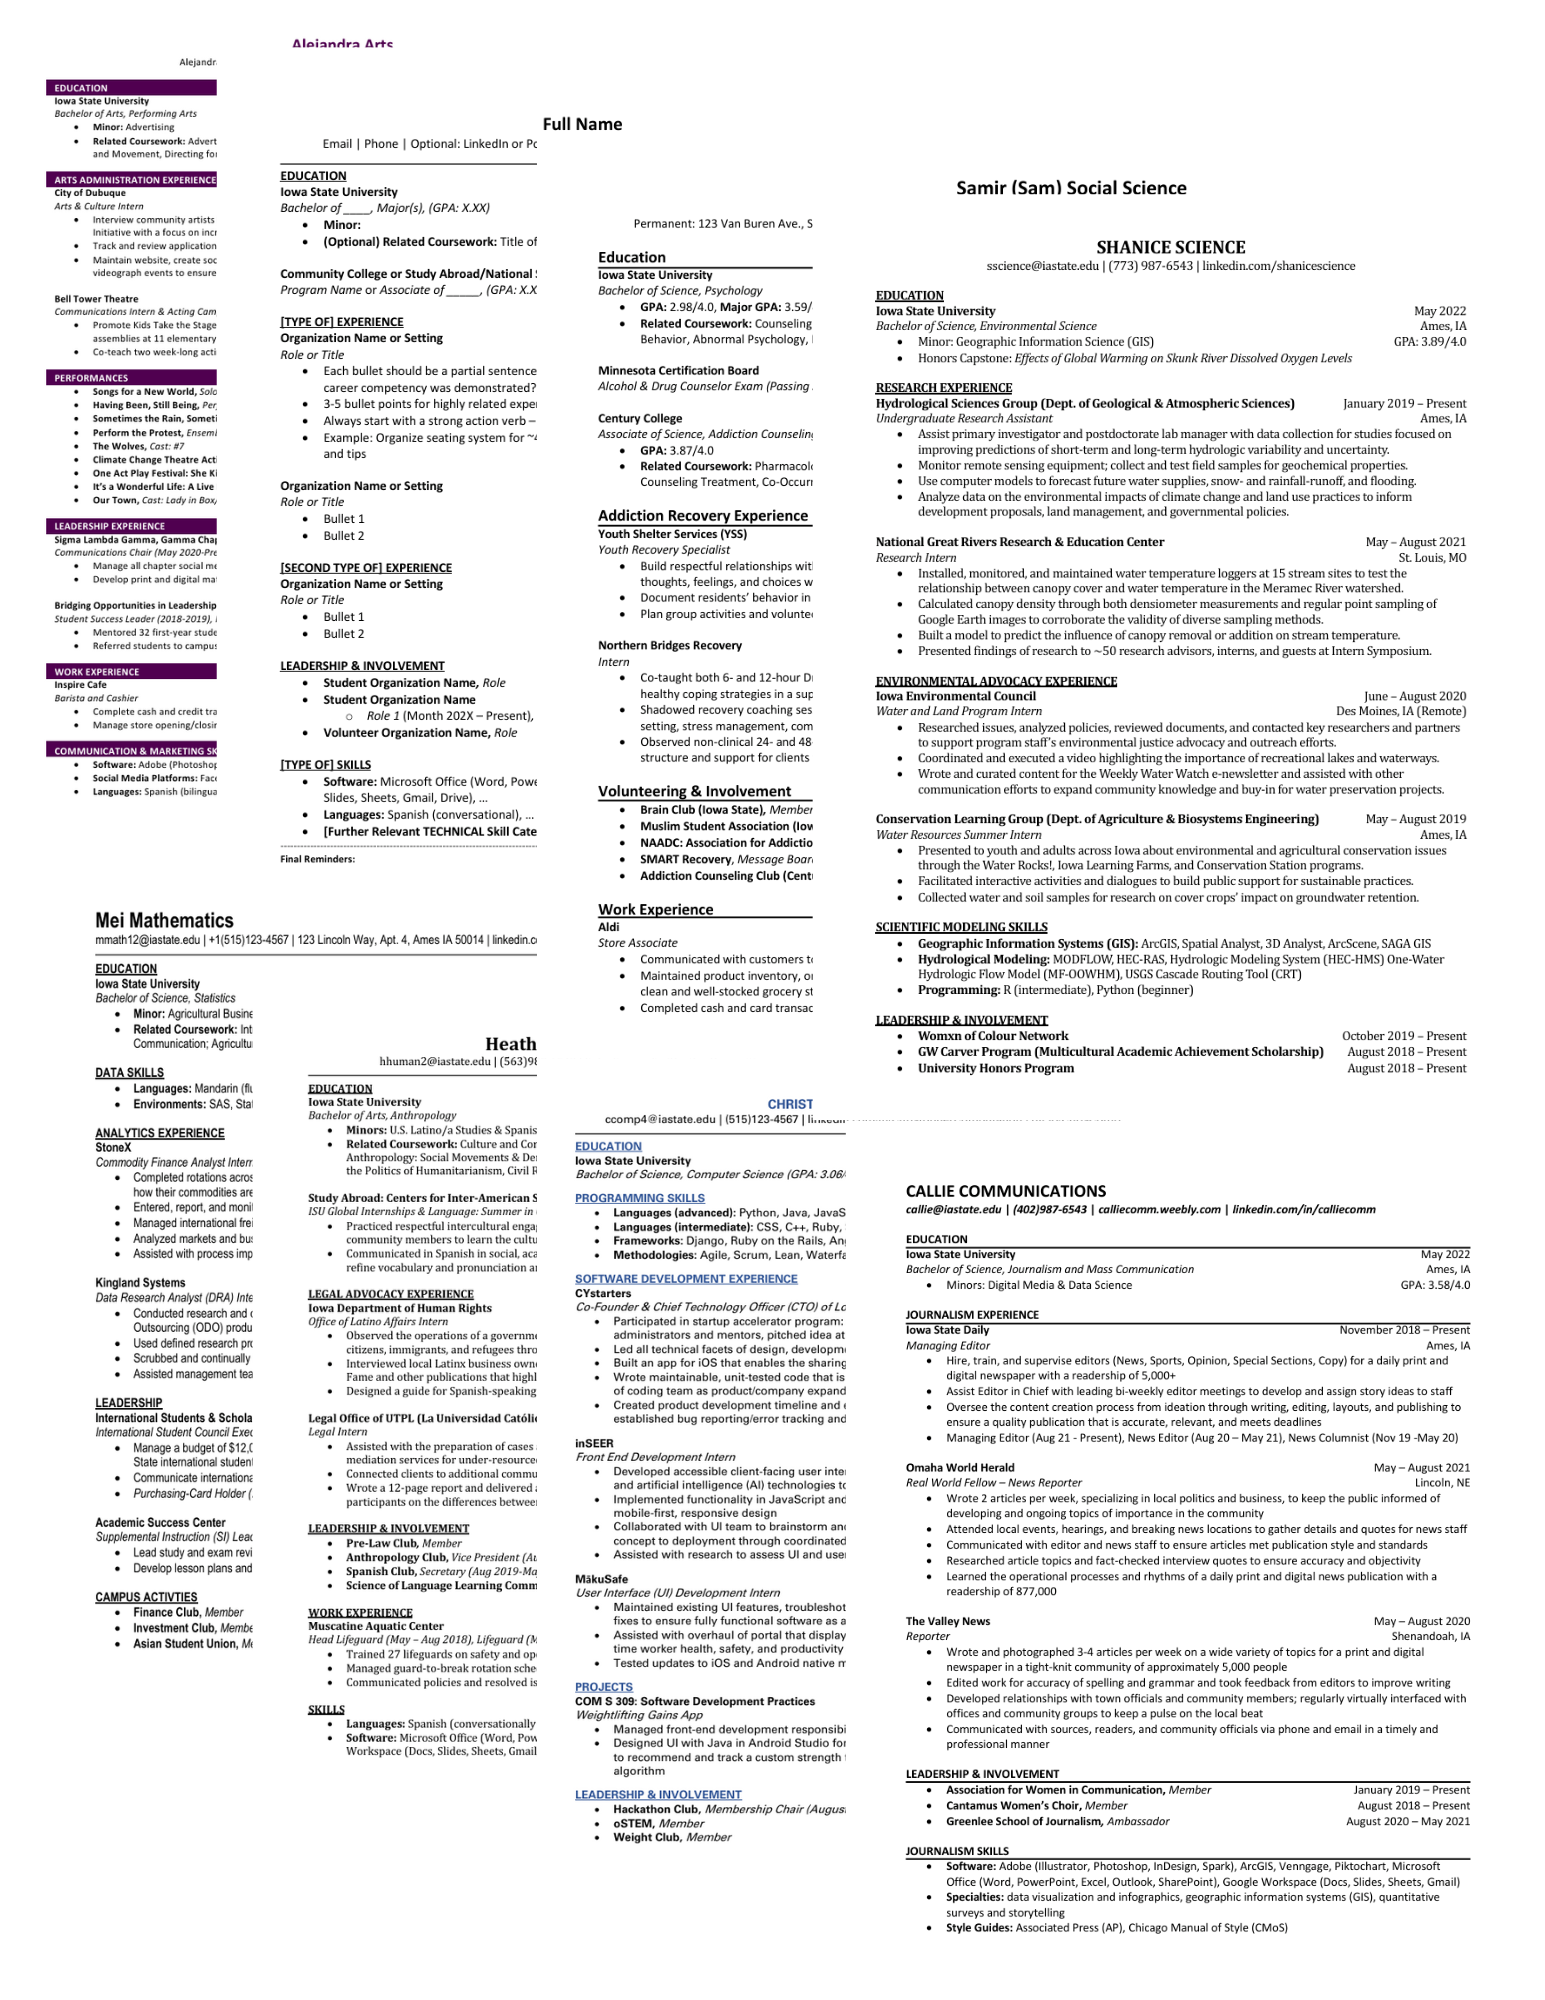 Alejandra Arts
Alejandr
EDUCATION
Iowa State University
Bachelor of Arts, Performing Arts
• Minor: Advertising
• Related Coursework: Advert
and Movement, Directing for
ARTS ADMINISTRATION EXPERIENCE
City of Dubuque
Arts & Culture Intern
• Interview community artists
Initiative with a focus on incr
• Track and review application
• Maintain website, create soc
videograph events to ensure
Bell Tower Theatre
Communications Intern & Acting Cam
• Promote Kids Take the Stage
assemblies at 11 elementary
• Co-teach two week-long acti
PERFORMANCES
• Songs for a New World, Solo
• Having Been, Still Being, Per
• Sometimes the Rain, Someti
• Perform the Protest, Ensemb
• The Wolves, Cast: #7
• Climate Change Theatre Acti
• One Act Play Festival: She Ki
• It's a Wonderful Life: A Live
• Our Town, Cast: Lady in Box,
LEADERSHIP EXPERIENCE
Sigma Lambda Gamma, Gamma Chap
Communications Chair (May 2020-Pre
• Manage all chapter social me
• Develop print and digital mat
Bridging Opportunities in Leadership
Student Success Leader (2018-2019),
• Mentored 32 first-year stude
• Referred students to campus
WORK EXPERIENCE
Inspire Cafe
Barista and Cashier
• Complete cash and credit tra
• Manage store opening/closin
COMMUNICATION & MARKETING SK
• Software: Adobe (Photoshop
• Social Media Platforms: Face
• Languages: Spanish (bilingua
Full Name
Email | Phone | Optional: LinkedIn or Po
EDUCATION
Iowa State University
Bachelor of ____, Major(s), (GPA: X.XX)
• Minor:
• (Optional) Related Coursework: Title of
Community College or Study Abroad/National S
Program Name or Associate of _____, (GPA: X.X
[TYPE OF] EXPERIENCE
Organization Name or Setting
Role or Title
• Each bullet should be a partial sentence
career competency was demonstrated?
• 3-5 bullet points for highly related expe
• Always start with a strong action verb –
• Example: Organize seating system for ~4
and tips
Organization Name or Setting
Role or Title
• Bullet 1
• Bullet 2
[SECOND TYPE OF] EXPERIENCE
Organization Name or Setting
Role or Title
• Bullet 1
• Bullet 2
LEADERSHIP & INVOLVEMENT
• Student Organization Name, Role
• Student Organization Name
○ Role 1 (Month 202X – Present),
• Volunteer Organization Name, Role
[TYPE OF] SKILLS
• Software: Microsoft Office (Word, Powe
Slides, Sheets, Gmail, Drive), …
• Languages: Spanish (conversational), …
• [Further Relevant TECHNICAL Skill Cate
Final Reminders:
Samir (Sam) Social Science
Permanent: 123 Van Buren Ave., S
Education
Iowa State University
Bachelor of Science, Psychology
• GPA: 2.98/4.0, Major GPA: 3.59/
• Related Coursework: Counseling
Behavior, Abnormal Psychology,
Minnesota Certification Board
Alcohol & Drug Counselor Exam (Passing
Century College
Associate of Science, Addiction Counseling
• GPA: 3.87/4.0
• Related Coursework: Pharmacolo
Counseling Treatment, Co-Occurr
Addiction Recovery Experience
Youth Shelter Services (YSS)
Youth Recovery Specialist
• Build respectful relationships with
thoughts, feelings, and choices w
• Document residents' behavior in
• Plan group activities and voluntee
Northern Bridges Recovery
Intern
• Co-taught both 6- and 12-hour Dr
healthy coping strategies in a sup
• Shadowed recovery coaching ses
setting, stress management, com
• Observed non-clinical 24- and 48
structure and support for clients
Volunteering & Involvement
• Brain Club (Iowa State), Member
• Muslim Student Association (Iow
• NAADC: Association for Addictio
• SMART Recovery, Message Boar
• Addiction Counseling Club (Cent
Work Experience
Aldi
Store Associate
• Communicated with customers to
• Maintained product inventory, or
clean and well-stocked grocery st
• Completed cash and card transac
SHANICE SCIENCE
sscience@iastate.edu | (773) 987-6543 | linkedin.com/shanicescience
EDUCATION
Iowa State University May 2022
Bachelor of Science, Environmental Science Ames, IA
• Minor: Geographic Information Science (GIS) GPA: 3.89/4.0
• Honors Capstone: Effects of Global Warming on Skunk River Dissolved Oxygen Levels
RESEARCH EXPERIENCE
Hydrological Sciences Group (Dept. of Geological & Atmospheric Sciences) January 2019 – Present
Undergraduate Research Assistant Ames, IA
• Assist primary investigator and postdoctorate lab manager with data collection for studies focused on
improving predictions of short-term and long-term hydrologic variability and uncertainty.
• Monitor remote sensing equipment; collect and test field samples for geochemical properties.
• Use computer models to forecast future water supplies, snow- and rainfall-runoff, and flooding.
• Analyze data on the environmental impacts of climate change and land use practices to inform
development proposals, land management, and governmental policies.
National Great Rivers Research & Education Center May – August 2021
Research Intern St. Louis, MO
• Installed, monitored, and maintained water temperature loggers at 15 stream sites to test the
relationship between canopy cover and water temperature in the Meramec River watershed.
• Calculated canopy density through both densiometer measurements and regular point sampling of
Google Earth images to corroborate the validity of diverse sampling methods.
• Built a model to predict the influence of canopy removal or addition on stream temperature.
• Presented findings of research to ~50 research advisors, interns, and guests at Intern Symposium.
ENVIRONMENTAL ADVOCACY EXPERIENCE
Iowa Environmental Council June – August 2020
Water and Land Program Intern Des Moines, IA (Remote)
• Researched issues, analyzed policies, reviewed documents, and contacted key researchers and partners
to support program staff's environmental justice advocacy and outreach efforts.
• Coordinated and executed a video highlighting the importance of recreational lakes and waterways.
• Wrote and curated content for the Weekly Water Watch e-newsletter and assisted with other
communication efforts to expand community knowledge and buy-in for water preservation projects.
Conservation Learning Group (Dept. of Agriculture & Biosystems Engineering) May – August 2019
Water Resources Summer Intern Ames, IA
• Presented to youth and adults across Iowa about environmental and agricultural conservation issues
through the Water Rocks!, Iowa Learning Farms, and Conservation Station programs.
• Facilitated interactive activities and dialogues to build public support for sustainable practices.
• Collected water and soil samples for research on cover crops' impact on groundwater retention.
SCIENTIFIC MODELING SKILLS
• Geographic Information Systems (GIS): ArcGIS, Spatial Analyst, 3D Analyst, ArcScene, SAGA GIS
• Hydrological Modeling: MODFLOW, HEC-RAS, Hydrologic Modeling System (HEC-HMS) One-Water
Hydrologic Flow Model (MF-OOWHM), USGS Cascade Routing Tool (CRT)
• Programming: R (intermediate), Python (beginner)
LEADERSHIP & INVOLVEMENT
• Womxn of Colour Network October 2019 – Present
• GW Carver Program (Multicultural Academic Achievement Scholarship) August 2018 – Present
• University Honors Program August 2018 – Present
Mei Mathematics
mmath12@iastate.edu | +1(515)123-4567 | 123 Lincoln Way, Apt. 4, Ames IA 50014 | linkedin.c
EDUCATION
Iowa State University
Bachelor of Science, Statistics
• Minor: Agricultural Busine
• Related Coursework: Int
Communication; Agricultu
DATA SKILLS
• Languages: Mandarin (flu
• Environments: SAS, Stat
ANALYTICS EXPERIENCE
StoneX
Commodity Finance Analyst Intern
• Completed rotations acros
how their commodities are
• Entered, report, and moni
• Managed international frei
• Analyzed markets and bus
• Assisted with process imp
Kingland Systems
Data Research Analyst (DRA) Inte
• Conducted research and c
Outsourcing (ODO) produ
• Used defined research pro
• Scrubbed and continually
• Assisted management tea
LEADERSHIP
International Students & Schola
International Student Council Exec
• Manage a budget of $12,0
State international student
• Communicate internationa
• Purchasing-Card Holder (
Academic Success Center
Supplemental Instruction (SI) Lead
• Lead study and exam revi
• Develop lesson plans and
CAMPUS ACTIVTIES
• Finance Club, Member
• Investment Club, Membe
• Asian Student Union, Me
Heath
hhuman2@iastate.edu | (563)98
EDUCATION
Iowa State University
Bachelor of Arts, Anthropology
• Minors: U.S. Latino/a Studies & Spanis
• Related Coursework: Culture and Con
Anthropology: Social Movements & De
the Politics of Humanitarianism, Civil R
Study Abroad: Centers for Inter-American S
ISU Global Internships & Language: Summer in
• Practiced respectful intercultural engag
community members to learn the cultu
• Communicated in Spanish in social, aca
refine vocabulary and pronunciation an
LEGAL ADVOCACY EXPERIENCE
Iowa Department of Human Rights
Office of Latino Affairs Intern
• Observed the operations of a governme
citizens, immigrants, and refugees thro
• Interviewed local Latinx business owne
Fame and other publications that highl
• Designed a guide for Spanish-speaking
Legal Office of UTPL (La Universidad Católic
Legal Intern
• Assisted with the preparation of cases
mediation services for under-resource
• Connected clients to additional commu
• Wrote a 12-page report and delivered a
participants on the differences between
LEADERSHIP & INVOLVEMENT
• Pre-Law Club, Member
• Anthropology Club, Vice President (Au
• Spanish Club, Secretary (Aug 2019-Ma
• Science of Language Learning Comm
WORK EXPERIENCE
Muscatine Aquatic Center
Head Lifeguard (May – Aug 2018), Lifeguard (M
• Trained 27 lifeguards on safety and ope
• Managed guard-to-break rotation sche
• Communicated policies and resolved is
SKILLS
• Languages: Spanish (conversationally
• Software: Microsoft Office (Word, Pow
Workspace (Docs, Slides, Sheets, Gmail
CHRIST
ccomp4@iastate.edu | (515)123-4567 | linkedin
EDUCATION
Iowa State University
Bachelor of Science, Computer Science (GPA: 3.06/
PROGRAMMING SKILLS
• Languages (advanced): Python, Java, JavaS
• Languages (intermediate): CSS, C++, Ruby,
• Frameworks: Django, Ruby on the Rails, An
• Methodologies: Agile, Scrum, Lean, Waterfa
SOFTWARE DEVELOPMENT EXPERIENCE
CYstarters
Co-Founder & Chief Technology Officer (CTO) of Lo
• Participated in startup accelerator program:
administrators and mentors, pitched idea at
• Led all technical facets of design, developm
• Built an app for iOS that enables the sharing
• Wrote maintainable, unit-tested code that is
of coding team as product/company expand
• Created product development timeline and e
established bug reporting/error tracking and
inSEER
Front End Development Intern
• Developed accessible client-facing user inte
and artificial intelligence (AI) technologies to
• Implemented functionality in JavaScript and
mobile-first, responsive design
• Collaborated with UI team to brainstorm and
concept to deployment through coordinated
• Assisted with research to assess UI and user
MākuSafe
User Interface (UI) Development Intern
• Maintained existing UI features, troubleshot
fixes to ensure fully functional software as a
• Assisted with overhaul of portal that display
time worker health, safety, and productivity
• Tested updates to iOS and Android native m
PROJECTS
COM S 309: Software Development Practices
Weightlifting Gains App
• Managed front-end development responsibi
• Designed UI with Java in Android Studio for
to recommend and track a custom strength
algorithm
LEADERSHIP & INVOLVEMENT
• Hackathon Club, Membership Chair (August
• oSTEM, Member
• Weight Club, Member
CALLIE COMMUNICATIONS
callie@iastate.edu | (402)987-6543 | calliecomm.weebly.com | linkedin.com/in/calliecomm
EDUCATION
Iowa State University May 2022
Bachelor of Science, Journalism and Mass Communication Ames, IA
• Minors: Digital Media & Data Science GPA: 3.58/4.0
JOURNALISM EXPERIENCE
Iowa State Daily November 2018 – Present
Managing Editor Ames, IA
• Hire, train, and supervise editors (News, Sports, Opinion, Special Sections, Copy) for a daily print and
digital newspaper with a readership of 5,000+
• Assist Editor in Chief with leading bi-weekly editor meetings to develop and assign story ideas to staff
• Oversee the content creation process from ideation through writing, editing, layouts, and publishing to
ensure a quality publication that is accurate, relevant, and meets deadlines
• Managing Editor (Aug 21 - Present), News Editor (Aug 20 – May 21), News Columnist (Nov 19 -May 20)
Omaha World Herald May – August 2021
Real World Fellow – News Reporter Lincoln, NE
• Wrote 2 articles per week, specializing in local politics and business, to keep the public informed of
developing and ongoing topics of importance in the community
• Attended local events, hearings, and breaking news locations to gather details and quotes for news staff
• Communicated with editor and news staff to ensure articles met publication style and standards
• Researched article topics and fact-checked interview quotes to ensure accuracy and objectivity
• Learned the operational processes and rhythms of a daily print and digital news publication with a
readership of 877,000
The Valley News May – August 2020
Reporter Shenandoah, IA
• Wrote and photographed 3-4 articles per week on a wide variety of topics for a print and digital
newspaper in a tight-knit community of approximately 5,000 people
• Edited work for accuracy of spelling and grammar and took feedback from editors to improve writing
• Developed relationships with town officials and community members; regularly virtually interfaced with
offices and community groups to keep a pulse on the local beat
• Communicated with sources, readers, and community officials via phone and email in a timely and
professional manner
LEADERSHIP & INVOLVEMENT
• Association for Women in Communication, Member January 2019 – Present
• Cantamus Women's Choir, Member August 2018 – Present
• Greenlee School of Journalism, Ambassador August 2020 – May 2021
JOURNALISM SKILLS
• Software: Adobe (Illustrator, Photoshop, InDesign, Spark), ArcGIS, Venngage, Piktochart, Microsoft
Office (Word, PowerPoint, Excel, Outlook, SharePoint), Google Workspace (Docs, Slides, Sheets, Gmail)
• Specialties: data visualization and infographics, geographic information systems (GIS), quantitative
surveys and storytelling
• Style Guides: Associated Press (AP), Chicago Manual of Style (CMoS)